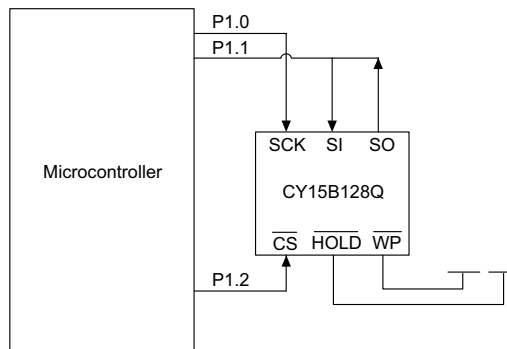 P1.0
P1.1
SCK SI SO
Microcontroller
CY15B128Q
CS HOLD WP
P1.2